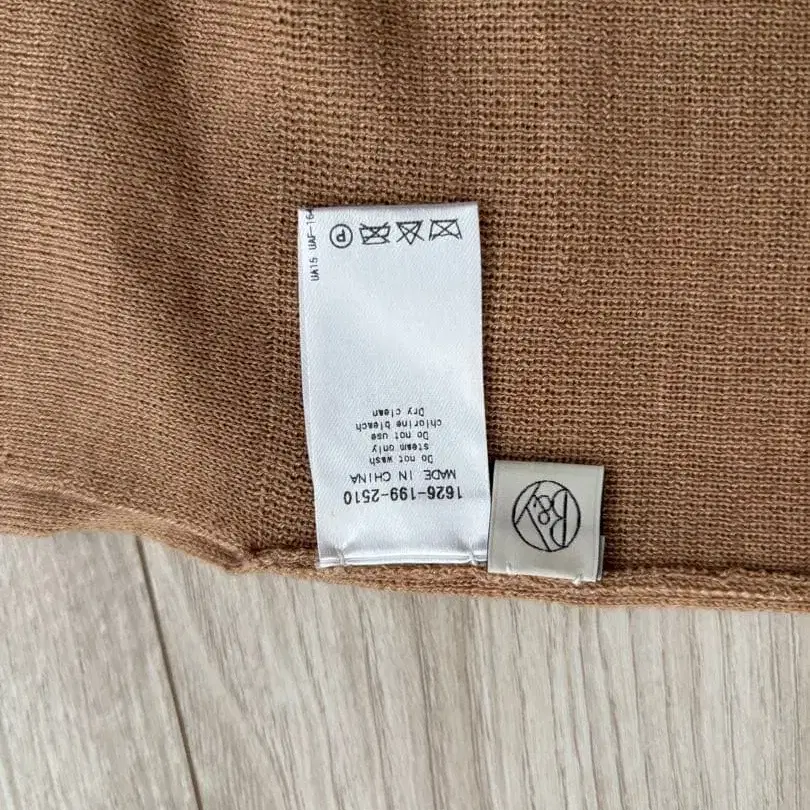 1626-199-2510
MADE IN CHINA
Do not wash
steam only
Do not use
chlorine bleach
Dry clean
P
UA15 UAF-164